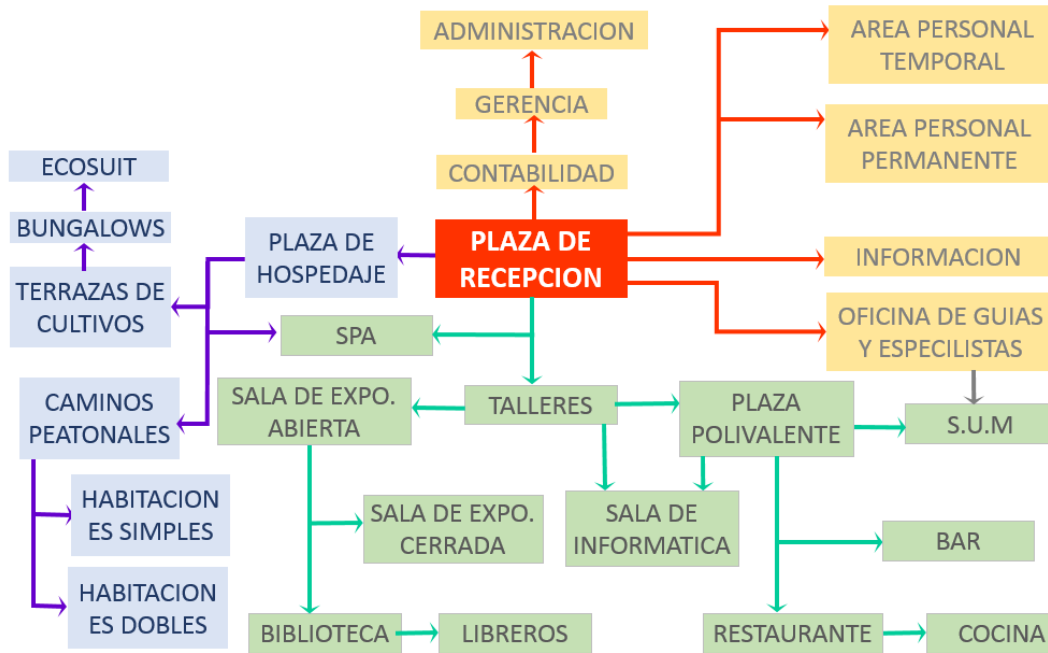 ADMINISTRACION
GERENCIA
CONTABILIDAD
AREA PERSONAL
TEMPORAL
AREA PERSONAL
PERMANENTE
ECOSUIT
BUNGALOWS
TERRAZAS DE
CULTIVOS
PLAZA DE
HOSPEDAJE
PLAZA DE
RECEPCION
INFORMACION
OFICINA DE GUIAS
Y ESPECILISTAS
SPA
CAMINOS
PEATONALES
SALA DE EXPO.
ABIERTA
TALLERES
PLAZA
POLIVALENTE
S.U.M
HABITACION
ES SIMPLES
SALA DE EXPO.
CERRADA
SALA DE
INFORMATICA
BAR
HABITACION
ES DOBLES
BIBLIOTECA
LIBREROS
RESTAURANTE
COCINA